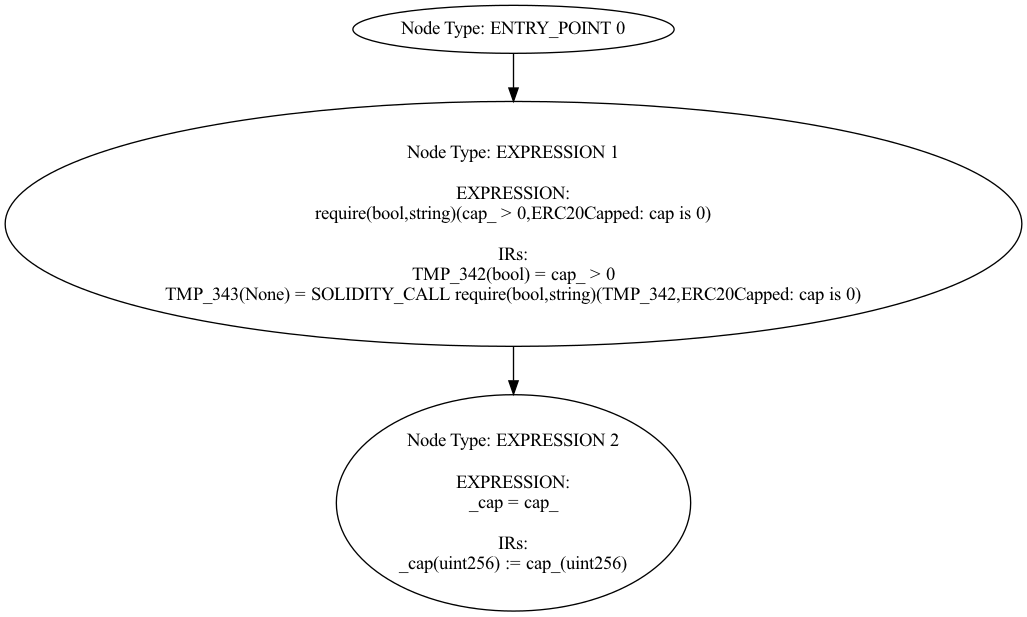 Node Type: ENTRY_POINT 0
Node Type: EXPRESSION 1
EXPRESSION:
require(bool,string)(cap_ > 0,ERC20Capped: cap is 0)
IRs:
TMP_342(bool) = cap_ > 0
TMP_343(None) = SOLIDITY_CALL require(bool,string)(TMP_342,ERC20Capped: cap is 0)
Node Type: EXPRESSION 2
EXPRESSION:
_cap = cap_
IRs:
_cap(uint256) := cap_(uint256)